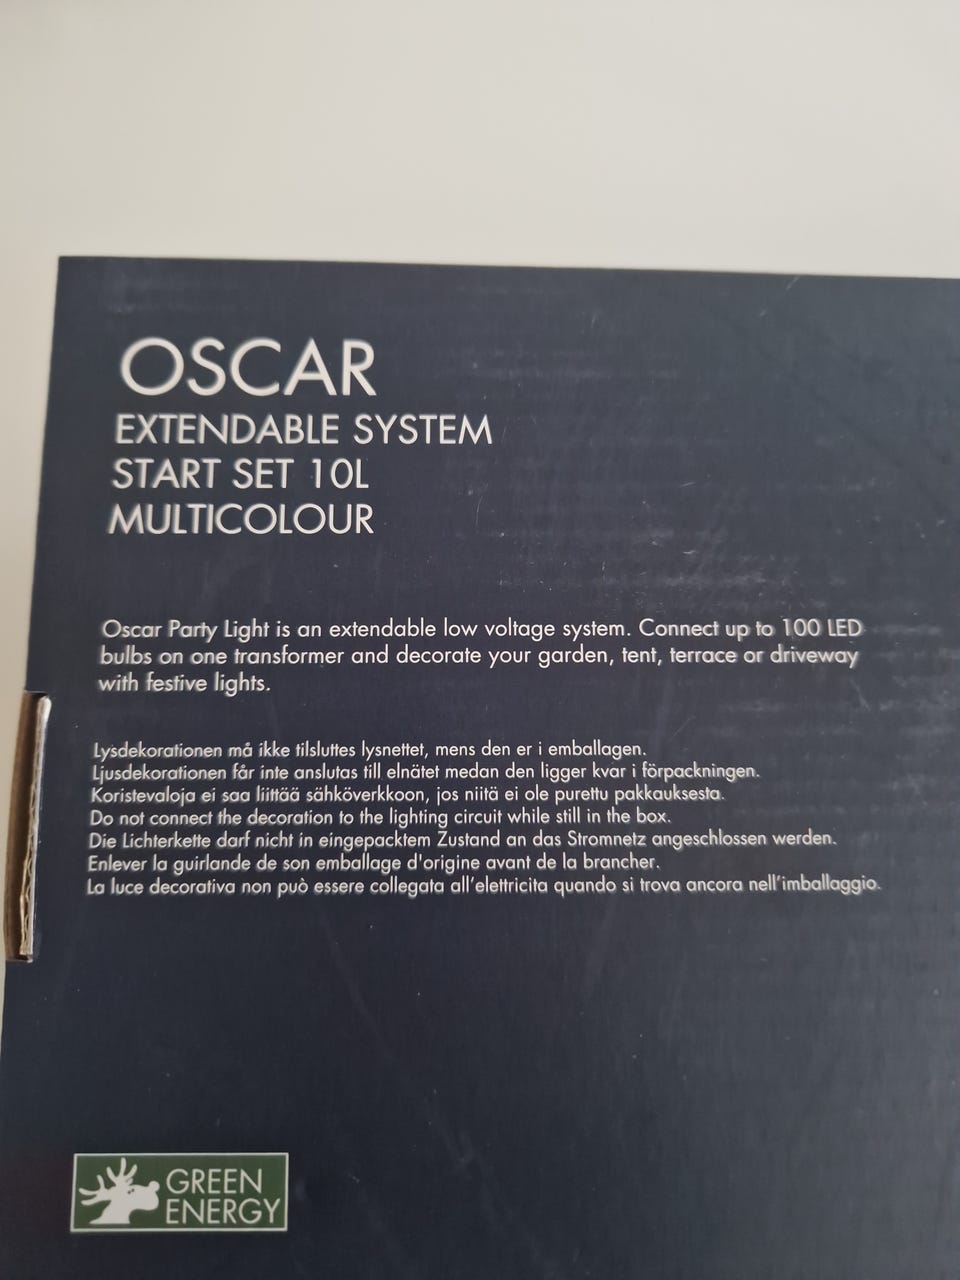 OSCAR
EXTENDABLE SYSTEM
START SET 10L
MULTICOLOUR
Oscar Party Light is an extendable low voltage system. Connect up to 100 LED
bulbs on one transformer and decorate your garden, tent, terrace or driveway
with festive lights.
Lysdekorationen må ikke tilsluttes lysnettet, mens den er i emballagen.
Ljusdekorationen får inte anslutas till elnätet medan den ligger kvar i förpackningen.
Koristevaloja ei saa liittää sähköverkkoon, jos niitä ei ole purettu pakkauksesta.
Do not connect the decoration to the lighting circuit while still in the box.
Die Lichterkette darf nicht in eingepacktem Zustand an das Stromnetz angeschlossen werden.
Enlever la guirlande de son emballage d'origine avant de la brancher.
La luce decorativa non può essere collegata all'elettricita quando si trova ancora nell'imballaggio.
GREEN
ENERGY